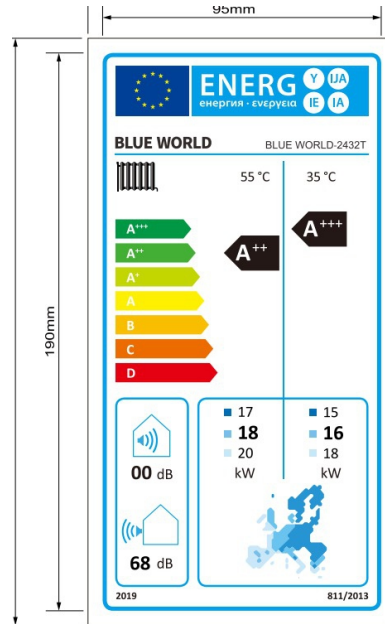 95mm
190mm
ENERG Y IJA
енергия · ενεργεια IE IA
BLUE WORLD BLUE WORLD-2432T
55 °C 35 °C
A+++ A+++
A++ A++
A+
A
B
C
D
17 15
18 16
20 18
kW kW
00 dB
68 dB
2019 811/2013